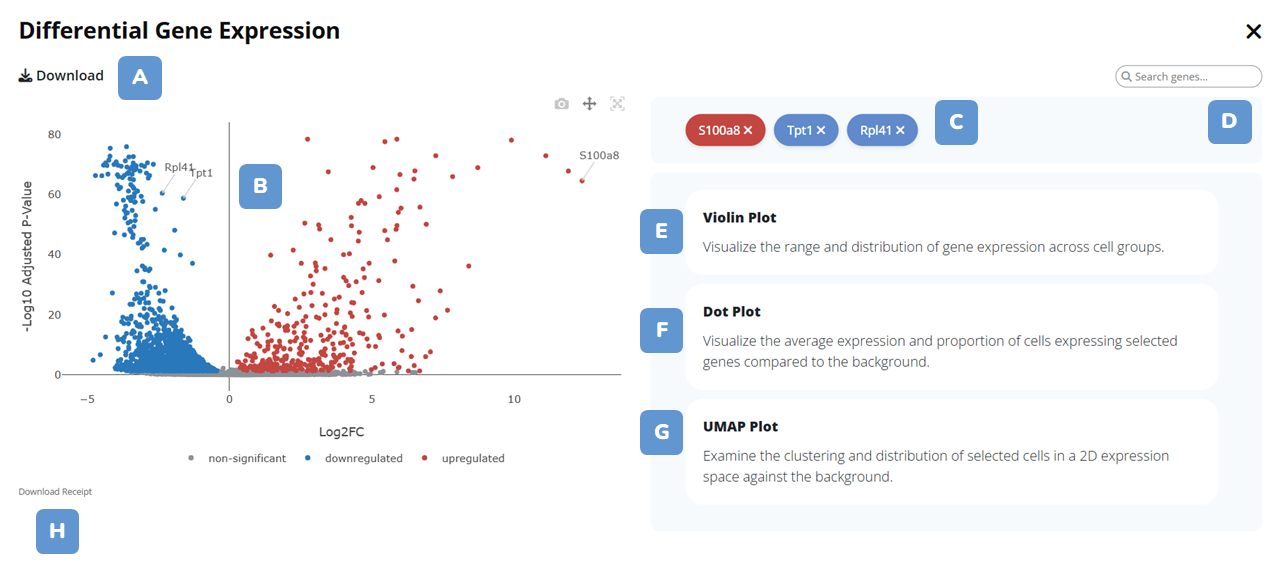 Differential Gene Expression
Download
A
Search genes...
S100a8 ×
Tpt1 ×
Rpl41 ×
C
D
80
60
40
20
0
-Log10 Adjusted P-Value
Rpl41
Tpt1
S100a8
B
−5
0
5
10
Log2FC
non-significant
downregulated
upregulated
E
Violin Plot
Visualize the range and distribution of gene expression across cell groups.
F
Dot Plot
Visualize the average expression and proportion of cells expressing selected
genes compared to the background.
G
UMAP Plot
Examine the clustering and distribution of selected cells in a 2D expression
space against the background.
Download Receipt
H